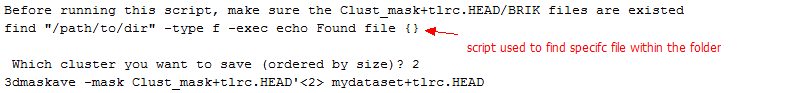 Before running this script, make sure the Clust_mask+tlrc.HEAD/BRIK files are existed
find "/path/to/dir" -type f -exec echo Found file {}
script used to find specifc file within the folder
Which cluster you want to save (ordered by size)? 2
3dmaskave -mask Clust_mask+tlrc.HEAD'<2> mydataset+tlrc.HEAD